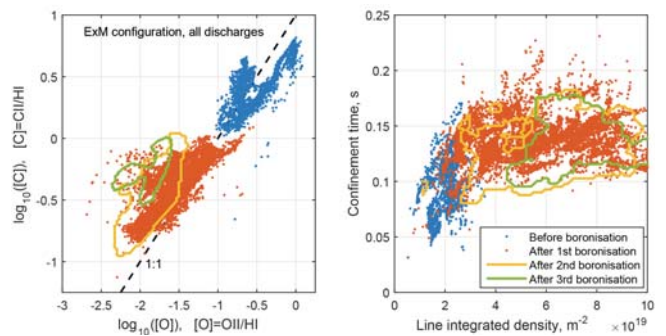 ExM configuration, all discharges
log10([C]), [C]=CII/HI
1
0.5
0
-0.5
-1
1:1
-3 -2.5 -2 -1.5 -1 -0.5 0
log10([O]), [O]=OII/HI
Confinement time, s
0.25
0.2
0.15
0.1
0.05
0
Before boronisation
After 1st boronisation
After 2nd boronisation
After 3rd boronisation
0 2 4 6 8 10
Line integrated density, m-2 ×10^19